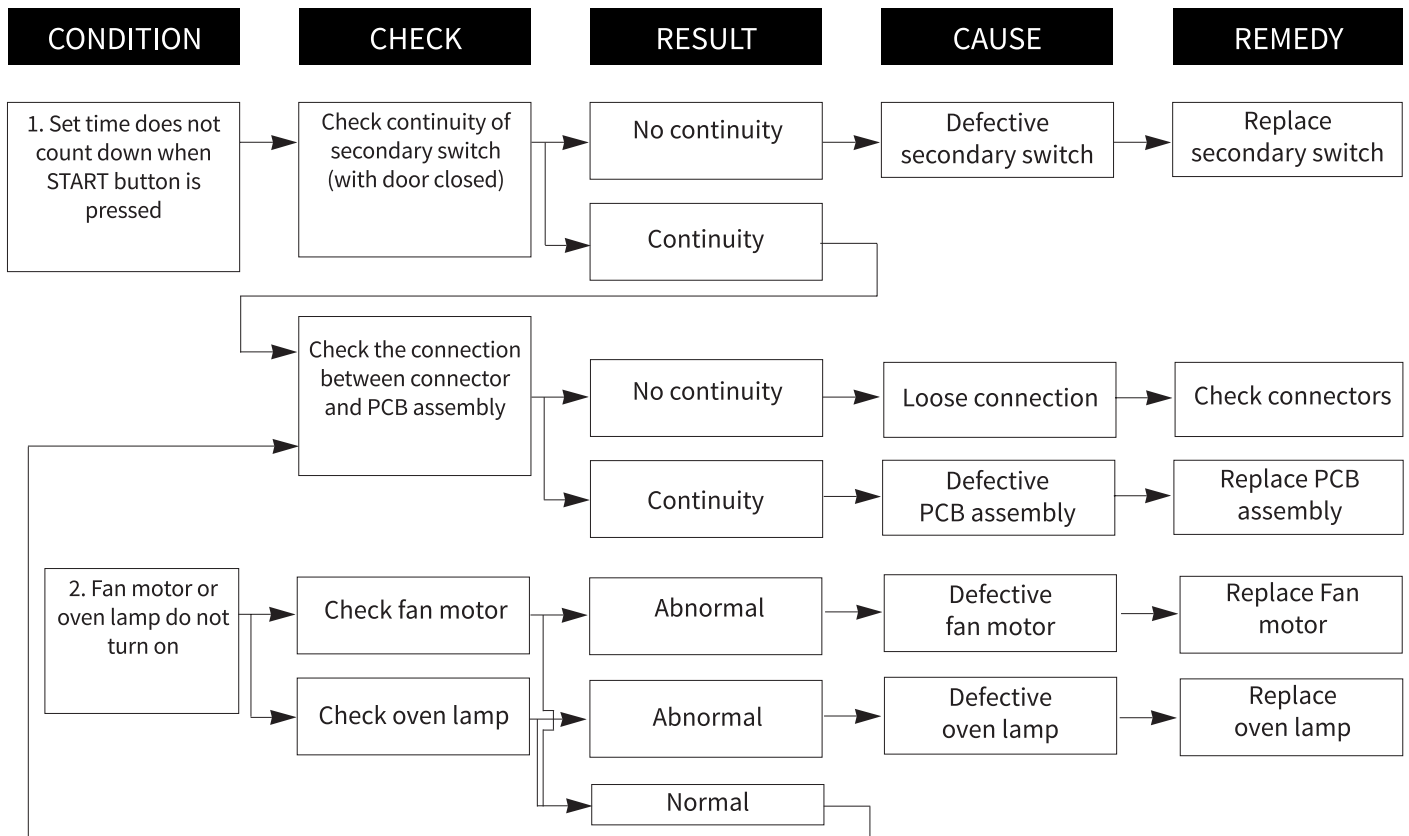 CONDITION
CHECK
RESULT
CAUSE
REMEDY
1. Set time does not
count down when
START button is
pressed
Check continuity of
secondary switch
(with door closed)
No continuity
Defective
secondary switch
Replace
secondary switch
Continuity
Check the connection
between connector
and PCB assembly
No continuity
Loose connection
Check connectors
Continuity
Defective
PCB assembly
Replace PCB
assembly
2. Fan motor or
oven lamp do not
turn on
Check fan motor
Abnormal
Defective
fan motor
Replace Fan
motor
Check oven lamp
Abnormal
Defective
oven lamp
Replace
oven lamp
Normal